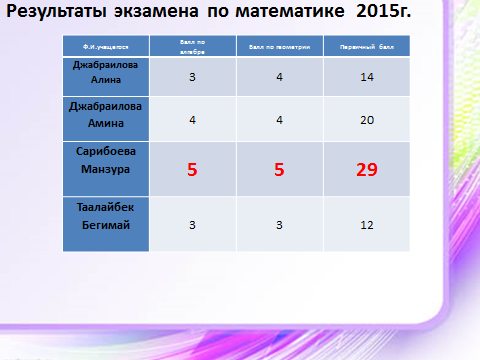 Результаты экзамена по математике 2015г.
Ф.И.учащегося Балл по алгебре Балл по геометрии Первичный балл
Джабраилова Алина 3 4 14
Джабраилова Амина 4 4 20
Сарибоева Манзура 5 5 29
Таалайбек Бегимай 3 3 12